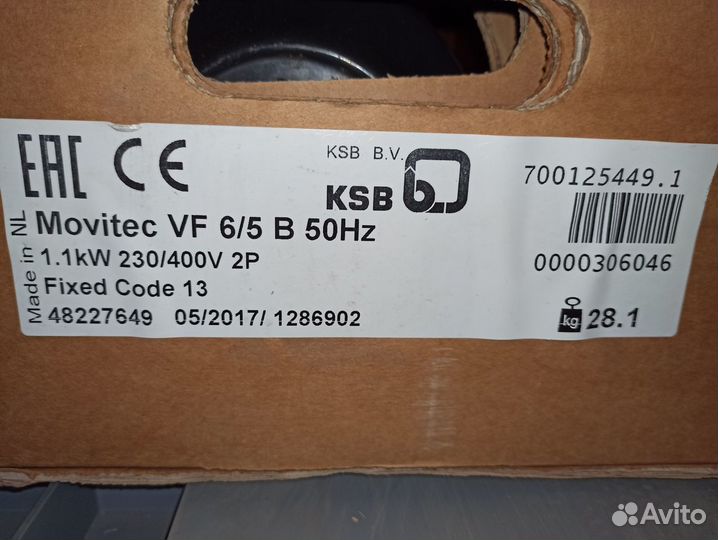 EAC CE
KSB B.V.
KSB
700125449.1
Made in NL
Movitec VF 6/5 B 50Hz
1.1kW 230/400V 2P
Fixed Code 13
48227649 05/2017/ 1286902
0000306046
kg 28.1
Avito